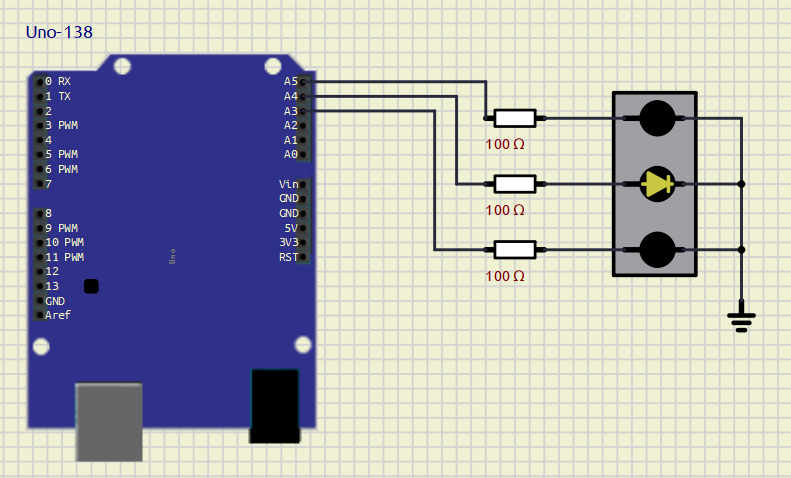 Uno-138
0 RX
1 TX
2
3 PWM
4
5 PWM
6 PWM
7
8
9 PWM
10 PWM
11 PWM
12
13
GND
Aref
Uno
A5
A4
A3
A2
A1
A0
Vin
GND
GND
5V
3V3
RST
100 Ω
100 Ω
100 Ω